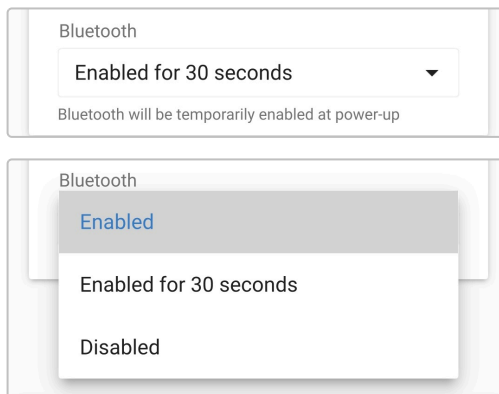 Bluetooth
Enabled for 30 seconds
Bluetooth will be temporarily enabled at power-up
Bluetooth
Enabled
Enabled for 30 seconds
Disabled